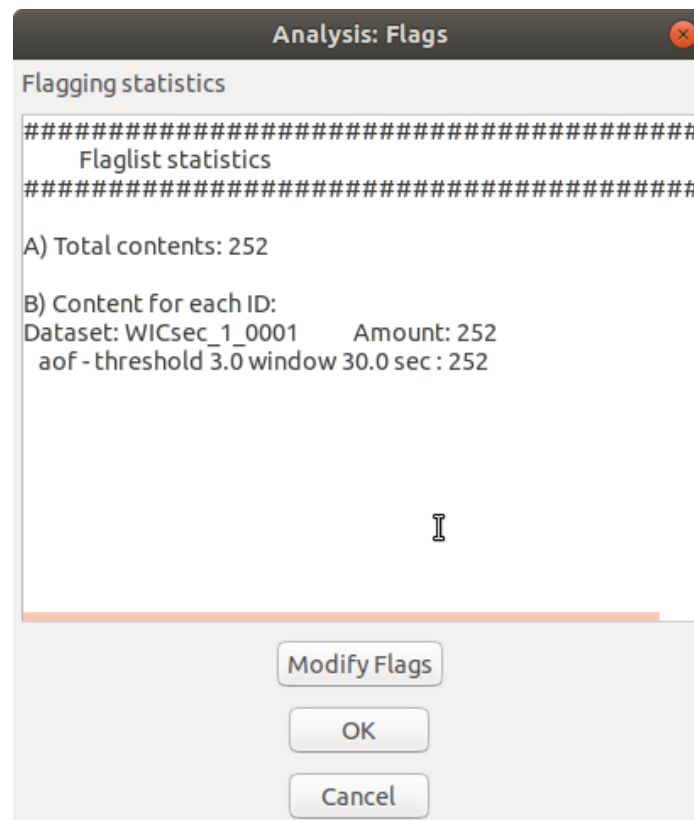 Analysis: Flags
Flagging statistics
########################################
Flaglist statistics
########################################
A) Total contents: 252
B) Content for each ID:
Dataset: WICsec_1_0001 Amount: 252
aof - threshold 3.0 window 30.0 sec : 252
Modify Flags
OK
Cancel